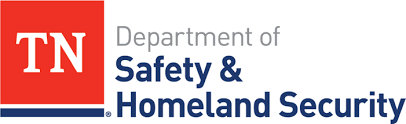 TN
Department of
Safety &
Homeland Security
®